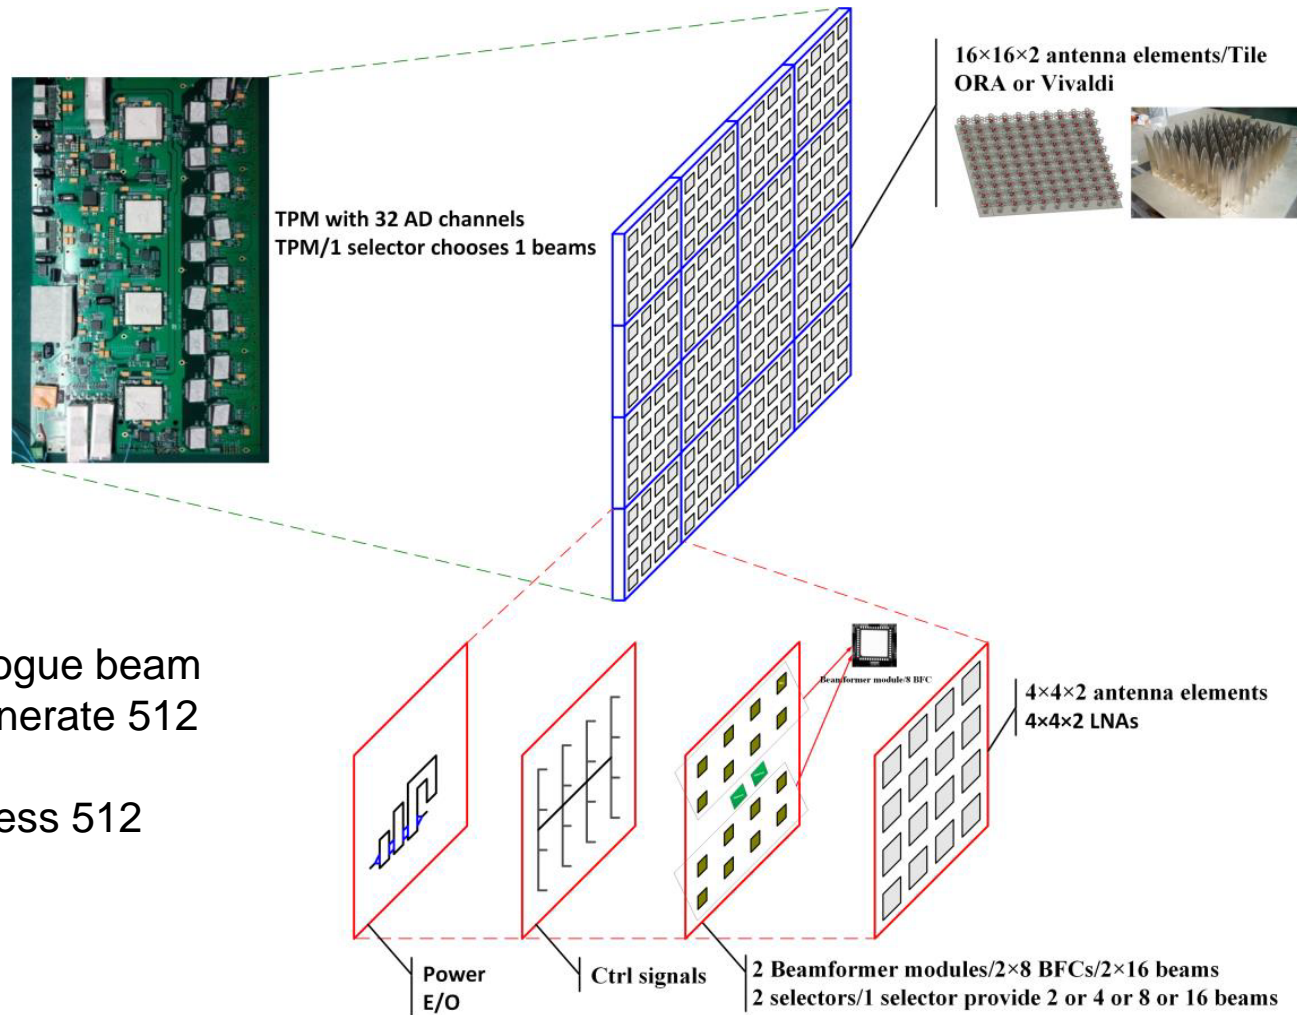 16×16×2 antenna elements/Tile
ORA or Vivaldi
TPM with 32 AD channels
TPM/1 selector chooses 1 beams
ogue beam
nerate 512
ess 512
Beamformer module/8 BFC
4×4×2 antenna elements
4×4×2 LNAs
Power
E/O
Ctrl signals
2 Beamformer modules/2×8 BFCs/2×16 beams
2 selectors/1 selector provide 2 or 4 or 8 or 16 beams